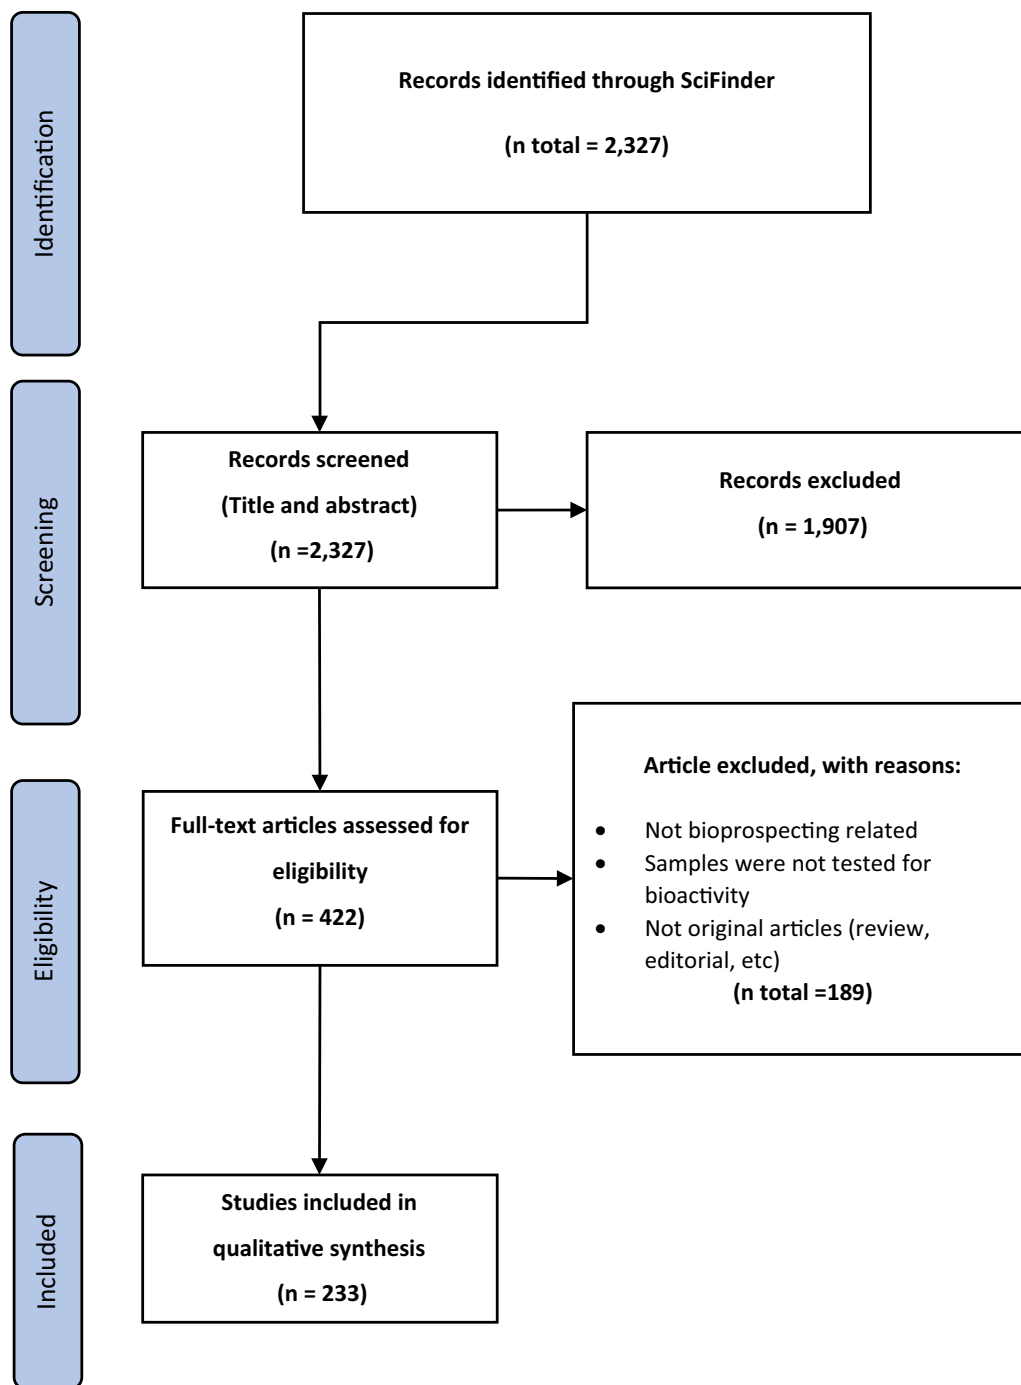 Identification
Records identified through SciFinder
(n total = 2,327)
Screening
Records screened
(Title and abstract)
(n =2,327)
Records excluded
(n = 1,907)
Eligibility
Full-text articles assessed for
eligibility
(n = 422)
Article excluded, with reasons:
• Not bioprospecting related
• Samples were not tested for
bioactivity
• Not original articles (review,
editorial, etc)
(n total =189)
Included
Studies included in
qualitative synthesis
(n = 233)